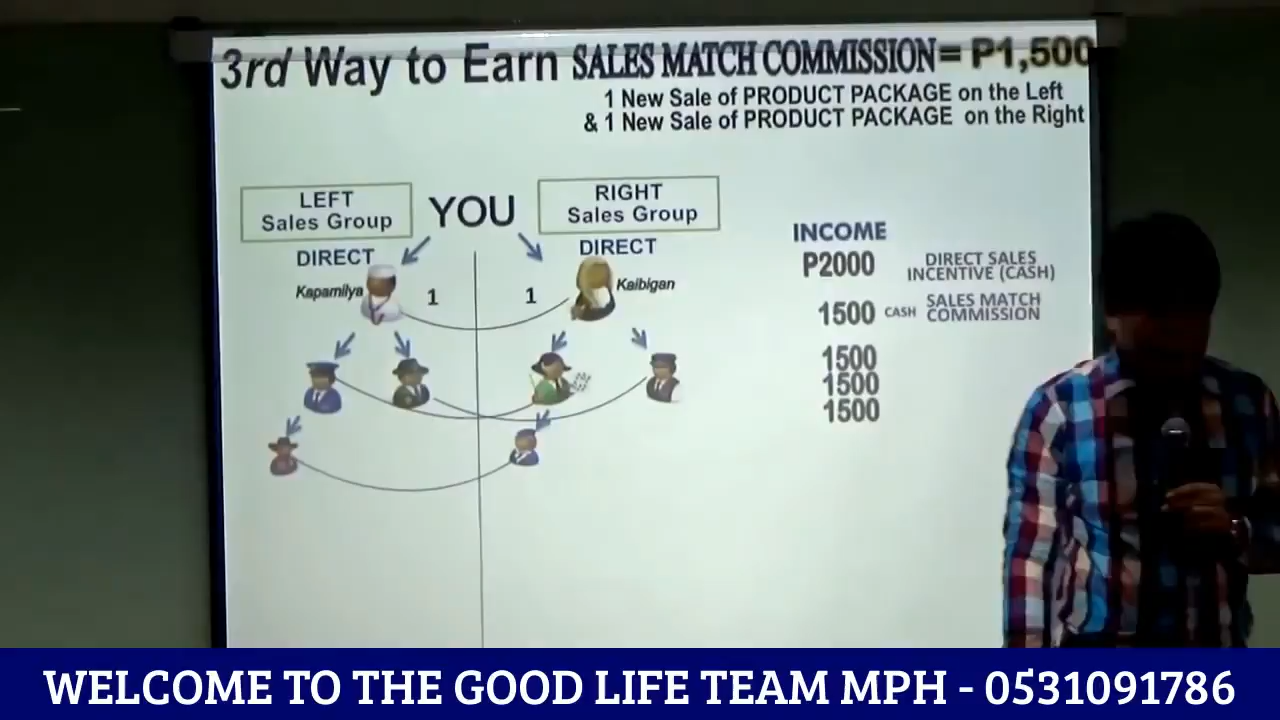 3rd Way to Earn SALES MATCH COMMISSION= P1,500
1 New Sale of PRODUCT PACKAGE on the Left
& 1 New Sale of PRODUCT PACKAGE on the Right
LEFT
Sales Group
YOU
RIGHT
Sales Group
DIRECT
DIRECT
Kapamilya
1
1
Kaibigan
INCOME
P2000 DIRECT SALES
INCENTIVE (CASH)
1500 CASH SALES MATCH
COMMISSION
1500
1500
1500
WELCOME TO THE GOOD LIFE TEAM MPH - 0531091786